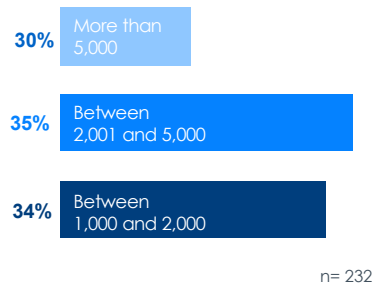 30%
More than
5,000
35%
Between
2,001 and 5,000
34%
Between
1,000 and 2,000
n= 232